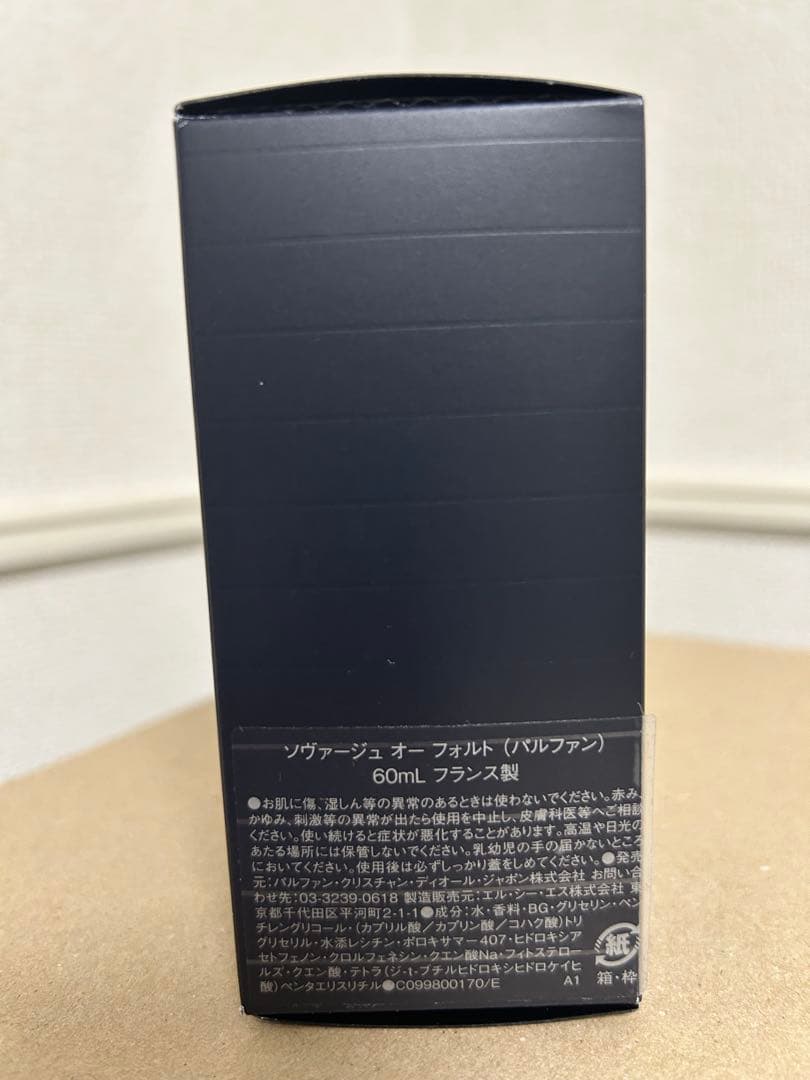 ソヴァージュ オー フォルト (パルファン)
60mL フランス製
●お肌に傷、湿しん等の異常のあるときは使わないでください。赤み、
かゆみ、刺激等の異常が出たら使用を中止し、皮膚科医等へご相談
ください。使い続けると症状が悪化することがあります。高温や日光の
あたる場所には保管しないでください。乳幼児の手の届かないところ
においてください。使用後は必ずしっかり蓋をしめてください。●発売
元:パルファン・クリスチャン・ディオール・ジャポン株式会社 お問い合
わせ先:03-3239-0618 製造販売元:エル・シー・エス株式会社 東
京都千代田区平河町2-1-1●成分:水・香料・BG・グリセリン・ペン
チレングリコール・(カプリル酸/カプリン酸/コハク酸)トリ
グリセリル・水添レシチン・ポロキサマー407・ヒドロキシア
セトフェノン・クロルフェネシン・クエン酸Na・フィトステロ
ールズ・クエン酸・テトラ(ジ-t-ブチルヒドロキシヒドロケイヒ
酸)ペンタエリスリチル●C099800170/E
A1
紙
箱・枠